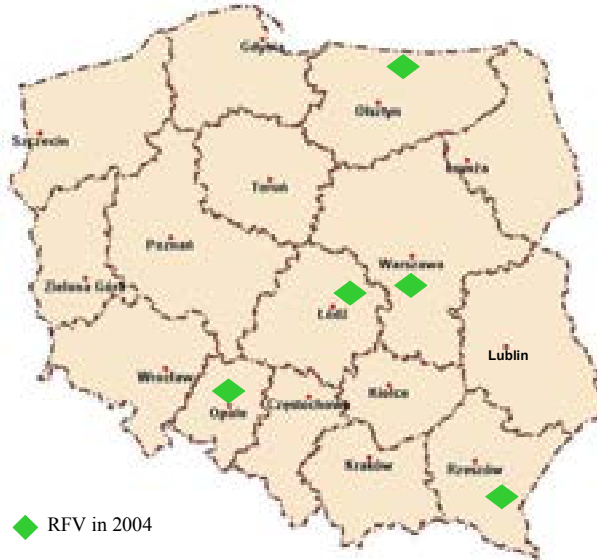 Gdynia
Olsztyn
Szczecin
Łomża
Toruń
Poznań
Warszawa
Zielona Góra
Łódź
Lublin
Wrocław
Kielce
Opole
Częstochowa
Kraków
Rzeszów
RFV in 2004